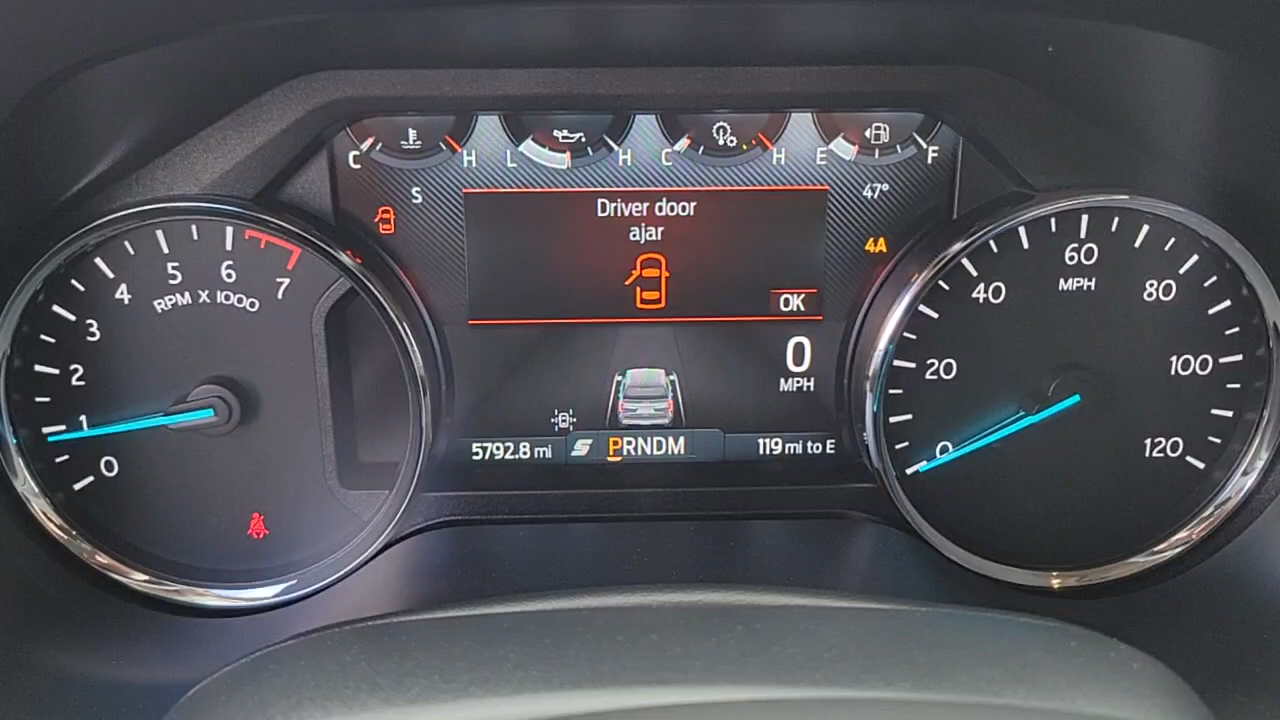 C H L H C H E F
S
47°
Driver door
ajar
4A
OK
0 1 2 3 4 5 6 7
RPM X 1000
0 20 40 60 80 100 120
MPH
0
MPH
5792.8 mi
PRNDM
119 mi to E